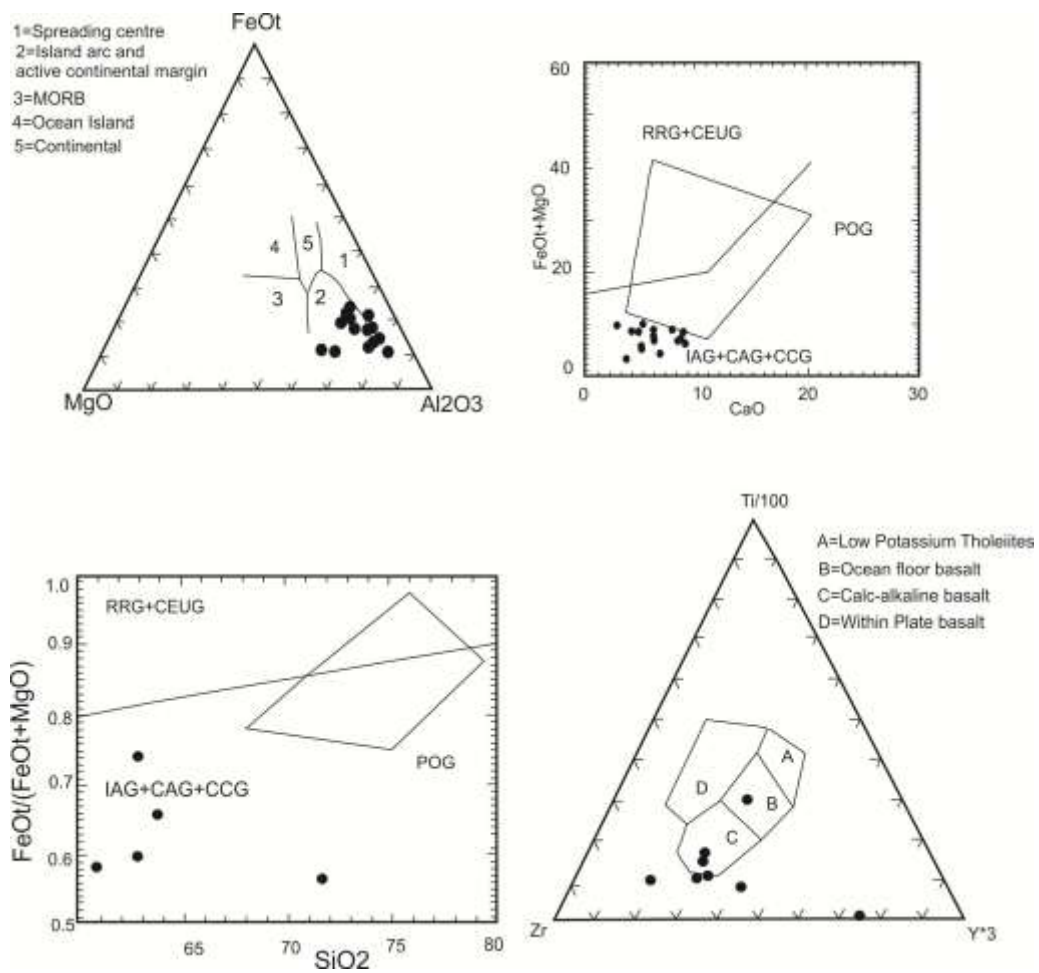 FeOt
1=Spreading centre
2=Island arc and
active continental margin
3=MORB
4=Ocean Island
5=Continental
4
5
1
3
2
MgO
Al2O3
60
40
20
0
FeOt+MgO
RRG+CEUG
POG
IAG+CAG+CCG
0
10
20
30
CaO
1.0
0.9
0.8
0.7
0.6
0.5
FeOt/(FeOt+MgO)
RRG+CEUG
POG
IAG+CAG+CCG
65
70
75
80
SiO2
Ti/100
A=Low Potassium Tholeiites
B=Ocean floor basalt
C=Calc-alkaline basalt
D=Within Plate basalt
A
D
B
C
Zr
Y*3